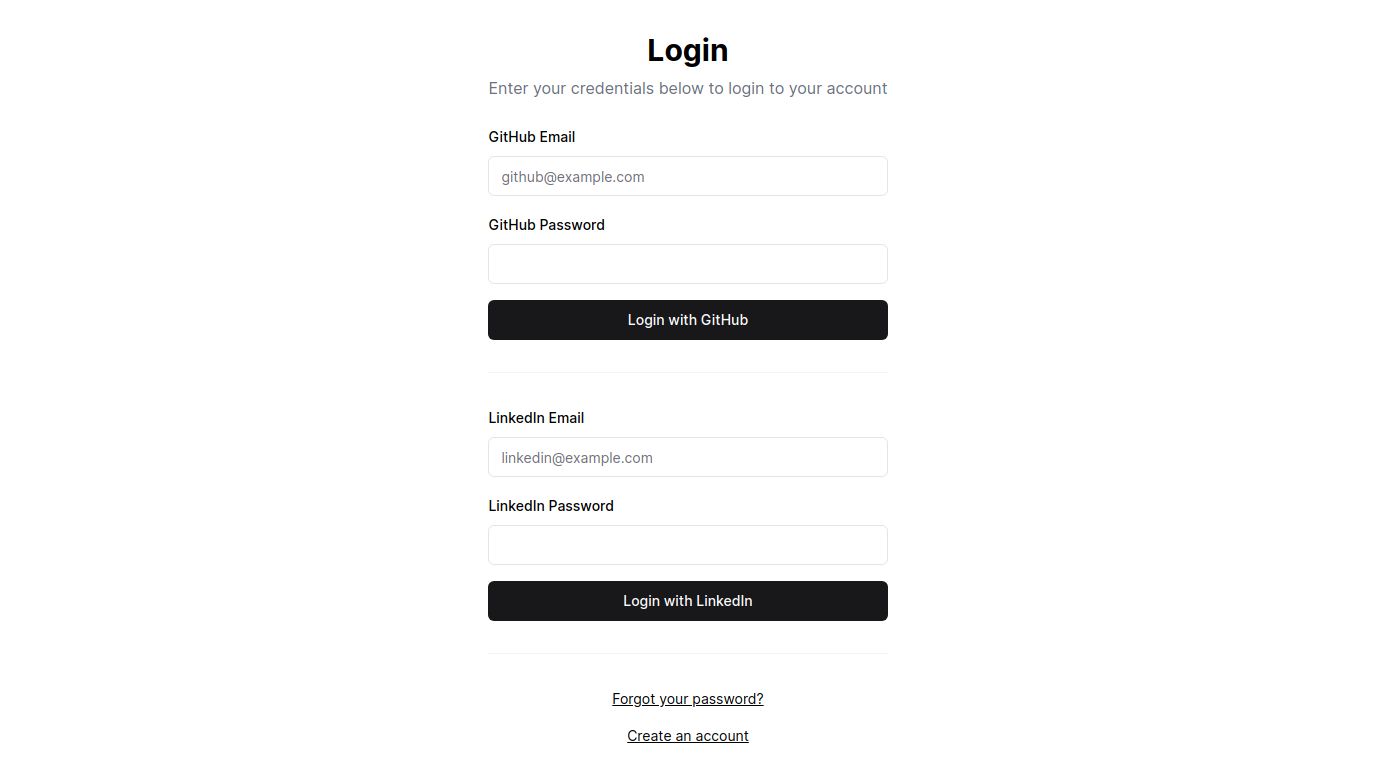 Login
Enter your credentials below to login to your account
GitHub Email
github@example.com
GitHub Password
Login with GitHub
LinkedIn Email
linkedin@example.com
LinkedIn Password
Login with LinkedIn
Forgot your password?
Create an account